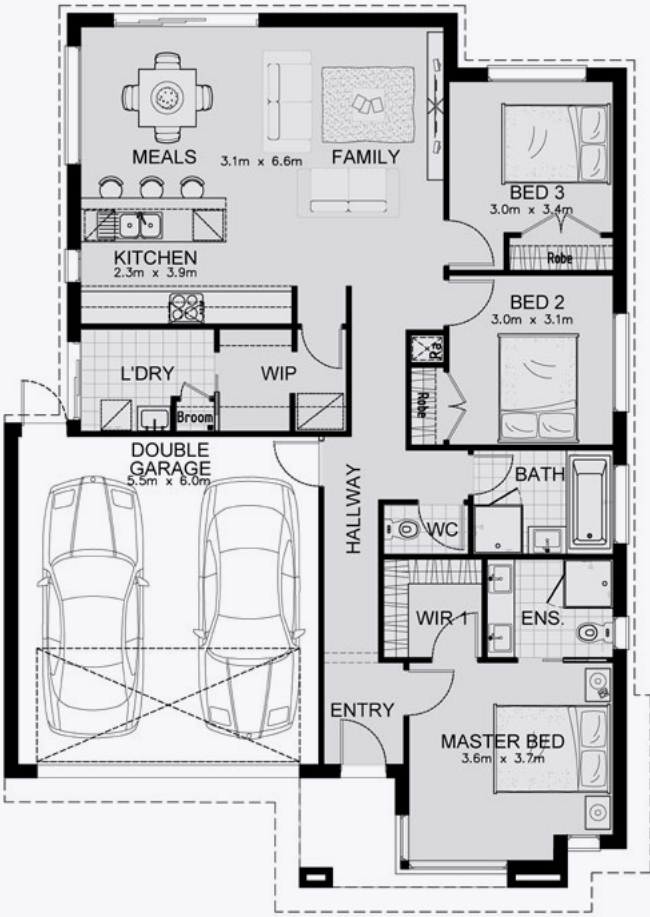 MEALS
3.1m x 6.6m
FAMILY
BED 3
3.0m x 3.4m
Robe
KITCHEN
2.3m x 3.9m
BED 2
3.0m x 3.1m
Ra
Robe
L'DRY
WIP
Broom
DOUBLE
GARAGE
5.5m x 6.0m
HALLWAY
BATH
WC
WIR 1
ENS.
ENTRY
MASTER BED
3.6m x 3.7m